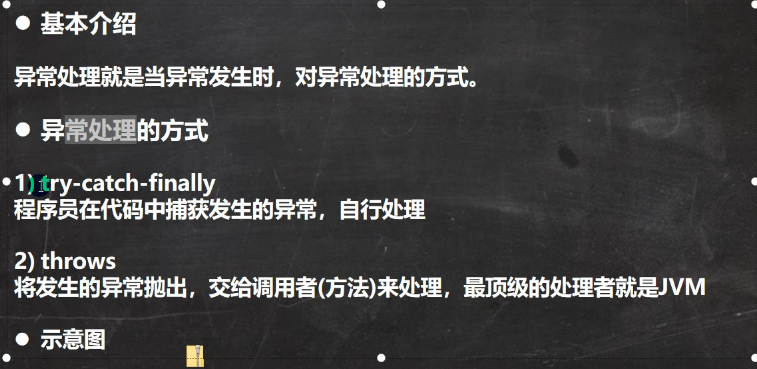 ● 基本介绍
异常处理就是当异常发生时，对异常处理的方式。
● 异常处理的方式
1) try-catch-finally
程序员在代码中捕获发生的异常，自行处理
2) throws
将发生的异常抛出，交给调用者(方法)来处理，最顶级的处理者就是JVM
● 示意图